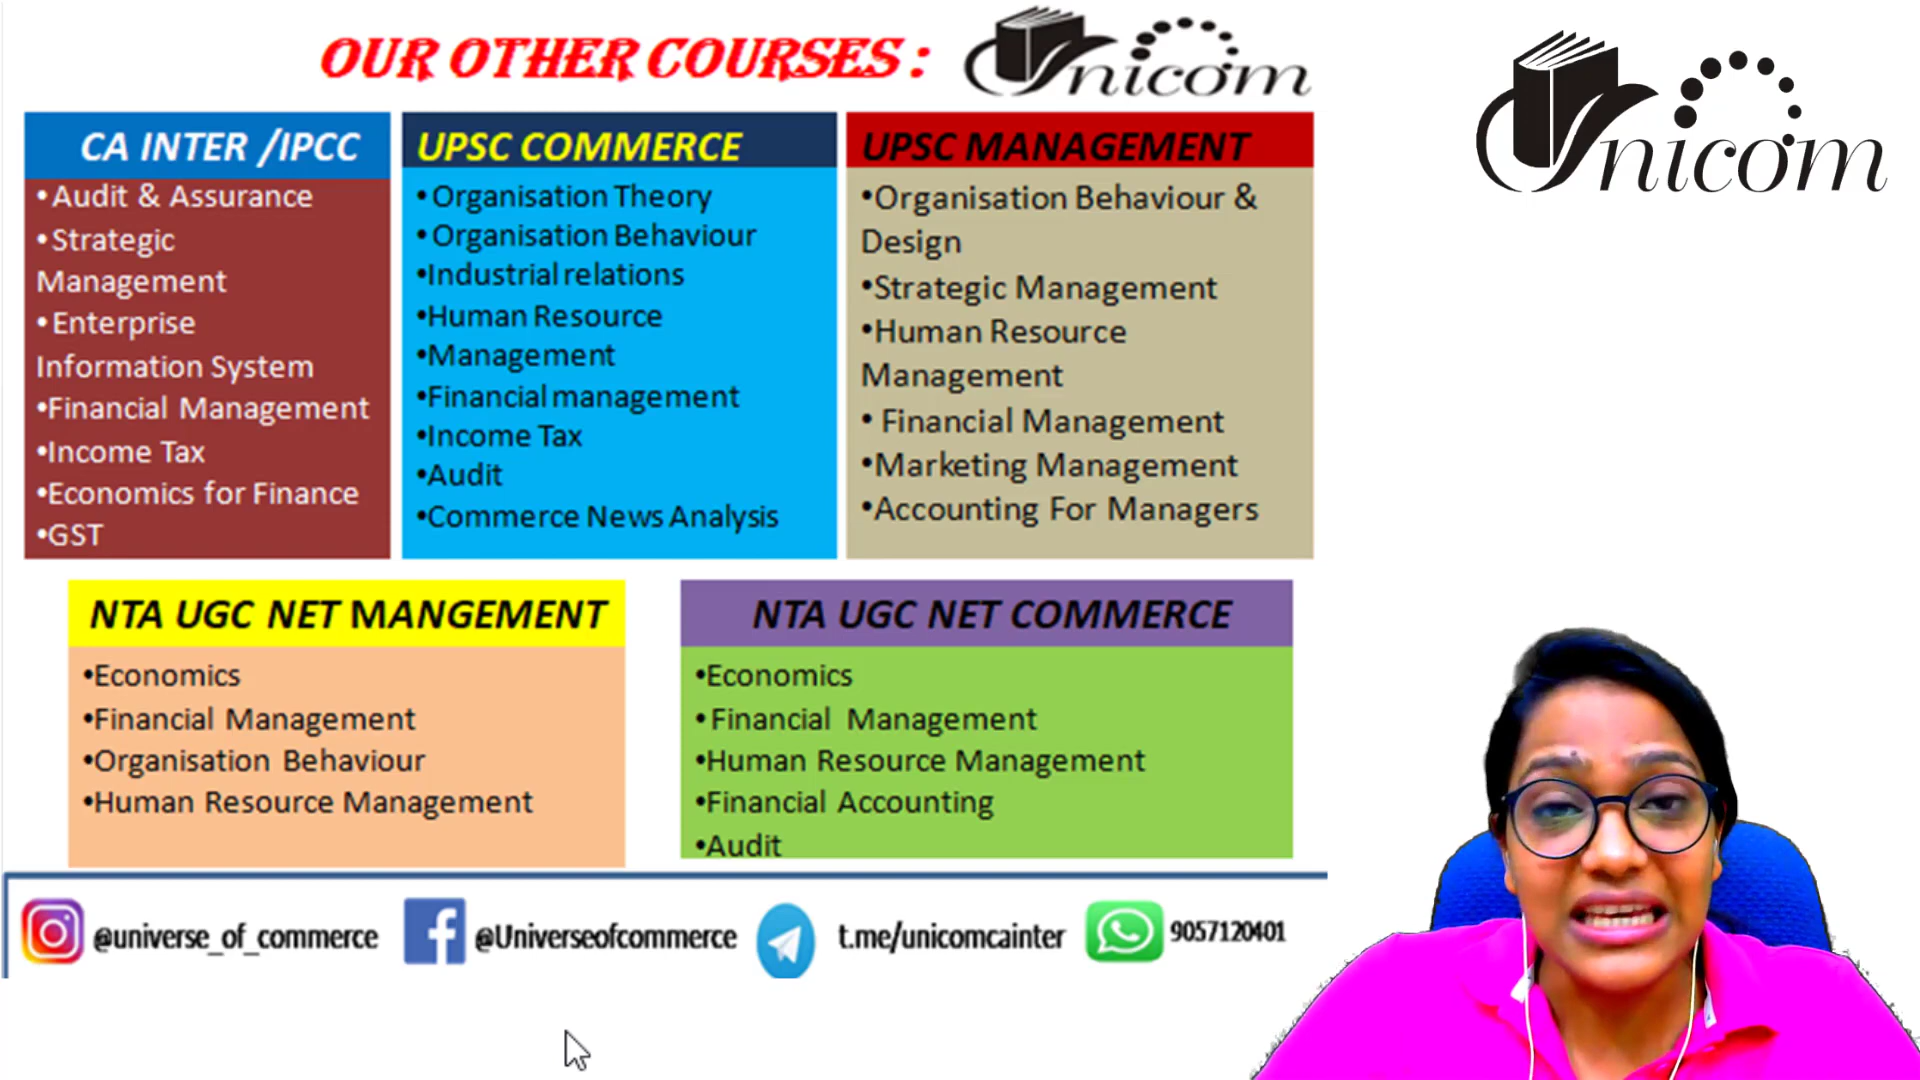 OUR OTHER COURSES :
Unicom
Unicom
CA INTER /IPCC
• Audit & Assurance
• Strategic
Management
• Enterprise
Information System
•Financial Management
•Income Tax
•Economics for Finance
•GST
UPSC COMMERCE
• Organisation Theory
• Organisation Behaviour
•Industrial relations
•Human Resource
•Management
•Financial management
•Income Tax
•Audit
•Commerce News Analysis
UPSC MANAGEMENT
•Organisation Behaviour &
Design
•Strategic Management
•Human Resource
Management
• Financial Management
•Marketing Management
•Accounting For Managers
NTA UGC NET MANGEMENT
•Economics
•Financial Management
•Organisation Behaviour
•Human Resource Management
NTA UGC NET COMMERCE
•Economics
• Financial Management
•Human Resource Management
•Financial Accounting
•Audit
@universe_of_commerce
@Universeofcommerce
t.me/unicomcainter
9057120401